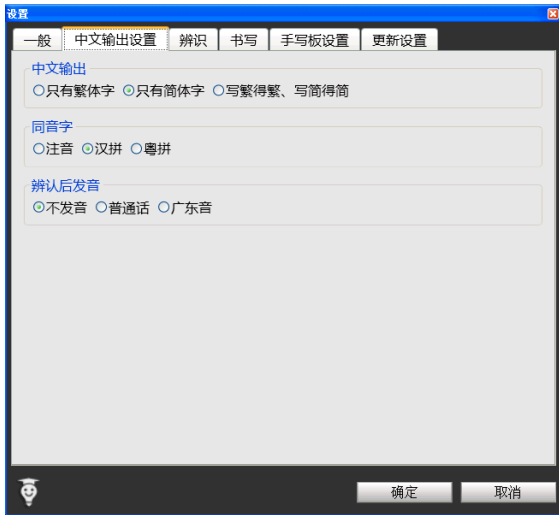 设置
一般 中文输出设置 辨识 书写 手写板设置 更新设置
中文输出
只有繁体字 只有简体字 写繁得繁、写简得简
同音字
注音 汉拼 粤拼
辨认后发音
不发音 普通话 广东音
确定 取消